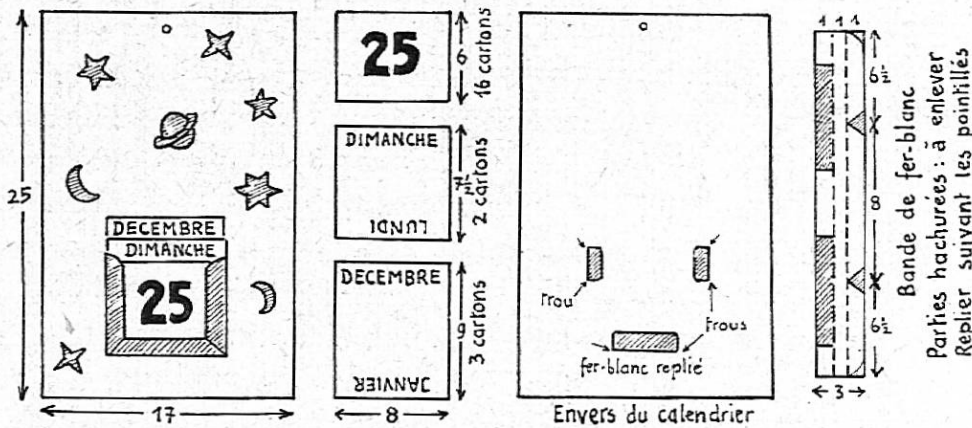 25
DECEMBRE
DIMANCHE
25
17
25
6
16 cartons
DIMANCHE
LUNDI
7½
2 cartons
DECEMBRE
JANVIER
9
3 cartons
8
Trou
Trous
fer-blanc replié
Envers du calendrier
1 1 1
6½
X
8
X
6½
3
Bande de fer-blanc
Parties hachurées : à enlever
Replier suivant les pointillés